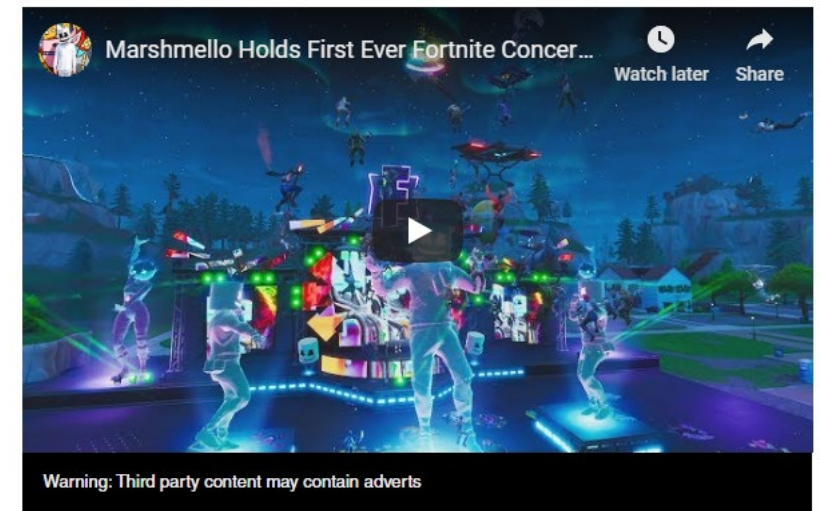 Marshmello Holds First Ever Fortnite Concer...
Watch later
Share
Warning: Third party content may contain adverts